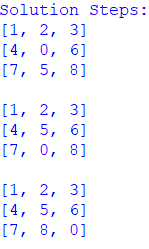 Solution Steps:
[1, 2, 3]
[4, 0, 6]
[7, 5, 8]

[1, 2, 3]
[4, 5, 6]
[7, 0, 8]

[1, 2, 3]
[4, 5, 6]
[7, 8, 0]